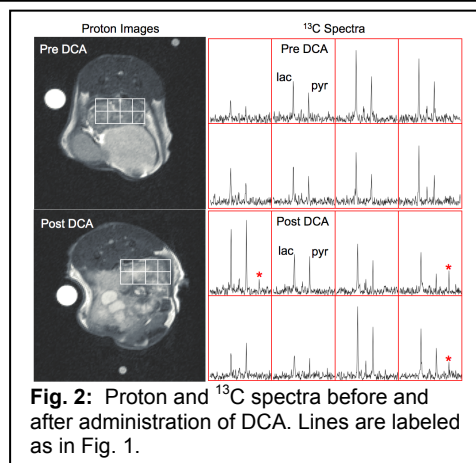 Proton Images
¹³C Spectra
Pre DCA
Pre DCA
lac
pyr
Post DCA
Post DCA
lac
pyr
*
*
*
Fig. 2: Proton and ¹³C spectra before and
after administration of DCA. Lines are labeled
as in Fig. 1.